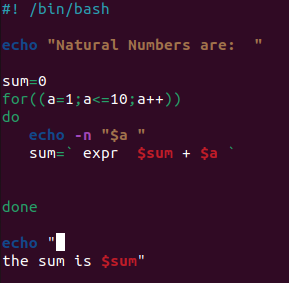 #! /bin/bash
echo "Natural Numbers are:  "
sum=0
for((a=1;a<=10;a++))
do
   echo -n "$a "
   sum=` expr  $sum + $a `
done
echo "
the sum is $sum"